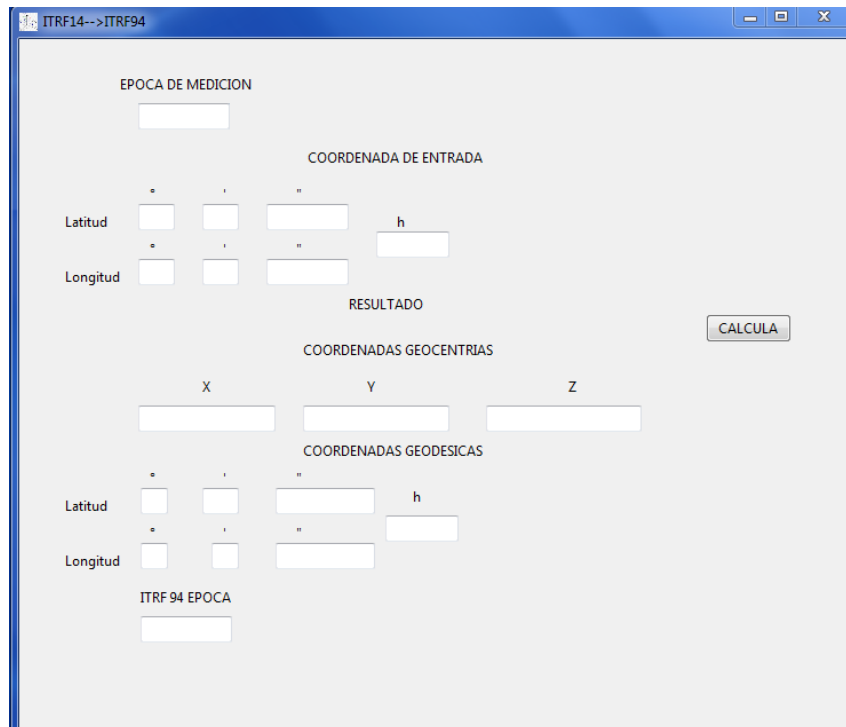 ITRF14-->ITRF94
EPOCA DE MEDICION
COORDENADA DE ENTRADA
° ' "
Latitud
h
° ' "
Longitud
RESULTADO
CALCULA
COORDENADAS GEOCENTRIAS
X Y Z
COORDENADAS GEODESICAS
° ' "
h
Latitud
° ' "
Longitud
ITRF 94 EPOCA